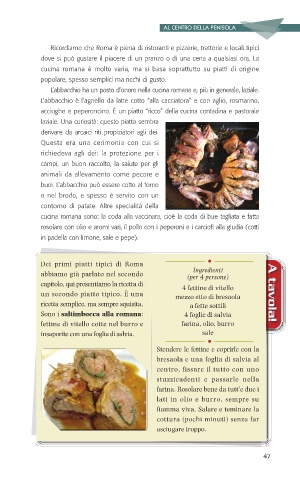 AL CENTRO DELLA PENISOLA
Ricordiamo che Roma è piena di ristoranti e pizzerie, trattorie e locali tipici
dove si può gustare il piacere di un pranzo o di una cena a qualsiasi ora. La
cucina romana è molto varia, ma si basa soprattutto su piatti di origine
popolare, spesso semplici ma ricchi di gusto.
L'abbacchio ha un posto d'onore nella cucina romana e, più in generale, laziale.
L'abbacchio è l'agnello da latte cotto "alla cacciatora" e con aglio, rosmarino,
acciughe e peperoncino. È un piatto "ricco" della cucina contadina e pastorale
laziale. Una curiosità: questo piatto sembra
derivare da arcaici riti propiziatori agli dei.
Questa era una cerimonia con cui si
richiedeva agli dei: la protezione per i
campi, un buon raccolto, la salute per gli
animali da allevamento come pecore e
buoi. L'abbacchio può essere cotto al forno
o nel brodo, e spesso è servito con un
contorno di patate. Altre specialità della
cucina romana sono: la coda alla vaccinara, cioè la coda di bue tagliata e fatta
rosolare con olio e aromi vari, il pollo con i peperoni e i carciofi alla giudia (cotti
in padella con limone, sale e pepe).
Dei primi piatti tipici di Roma
abbiamo già parlato nel secondo
capitolo, qui presentiamo la ricetta di
un secondo piatto tipico. È una
ricetta semplice, ma sempre squisita.
Sono i saltimbocca alla romana:
fettine di vitello cotte nel burro e
insaporite con una foglia di salvia.
A tavola!
Ingredienti
(per 4 persone)
4 fettine di vitello
mezzo etto di bresaola
a fette sottili
4 foglie di salvia
farina, olio, burro
sale
Stendere le fettine e coprirle con la
bresaola e una foglia di salvia al
centro, fissare il tutto con uno
stuzzicadenti e passarle nella
farina. Rosolare bene da tutt'e due i
lati in olio e burro, sempre su
fiamma viva. Salare e terminare la
cottura (pochi minuti) senza far
asciugare troppo.
47